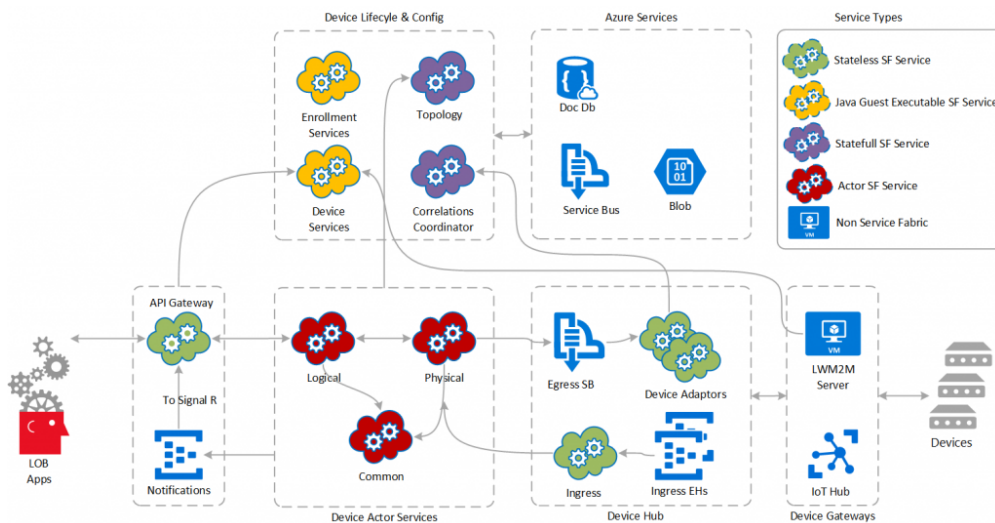 Device Lifecyle & Config
Azure Services
Service Types
Enrollment
Services
Topology
Device
Services
Correlations
Coordinator
Doc Db
Service Bus
10
01
Blob
Stateless SF Service
Java Guest Executable SF Service
Statefull SF Service
Actor SF Service
VM
Non Service Fabric
API Gateway
To Signal R
Notifications
LOB
Apps
Logical
Physical
Common
Device Actor Services
Egress SB
Device Adaptors
Ingress
Ingress EHs
Device Hub
VM
LWM2M
Server
IoT Hub
Device Gateways
Devices